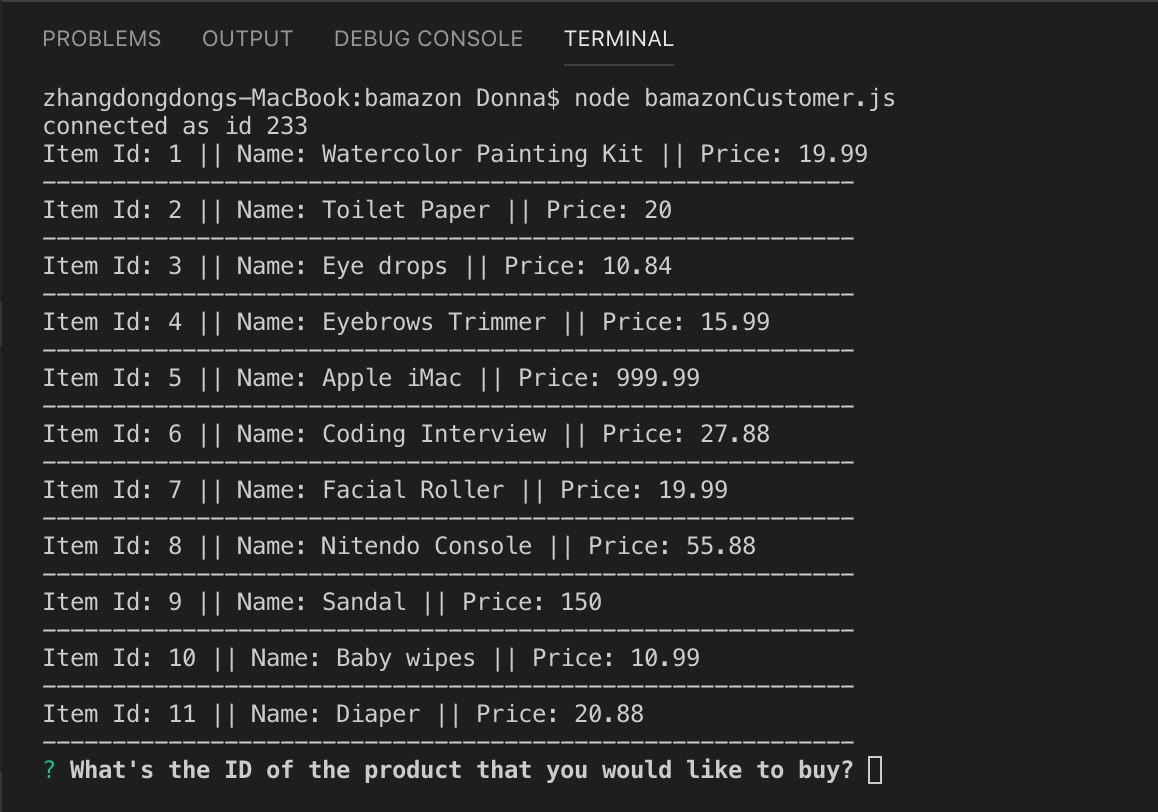 PROBLEMS OUTPUT DEBUG CONSOLE TERMINAL
zhangdongdongs-MacBook:bamazon Donna$ node bamazonCustomer.js
connected as id 233
Item Id: 1 || Name: Watercolor Painting Kit || Price: 19.99
----------------------------------------------------------
Item Id: 2 || Name: Toilet Paper || Price: 20
----------------------------------------------------------
Item Id: 3 || Name: Eye drops || Price: 10.84
----------------------------------------------------------
Item Id: 4 || Name: Eyebrows Trimmer || Price: 15.99
----------------------------------------------------------
Item Id: 5 || Name: Apple iMac || Price: 999.99
----------------------------------------------------------
Item Id: 6 || Name: Coding Interview || Price: 27.88
----------------------------------------------------------
Item Id: 7 || Name: Facial Roller || Price: 19.99
----------------------------------------------------------
Item Id: 8 || Name: Nitendo Console || Price: 55.88
----------------------------------------------------------
Item Id: 9 || Name: Sandal || Price: 150
----------------------------------------------------------
Item Id: 10 || Name: Baby wipes || Price: 10.99
----------------------------------------------------------
Item Id: 11 || Name: Diaper || Price: 20.88
----------------------------------------------------------
? What's the ID of the product that you would like to buy?